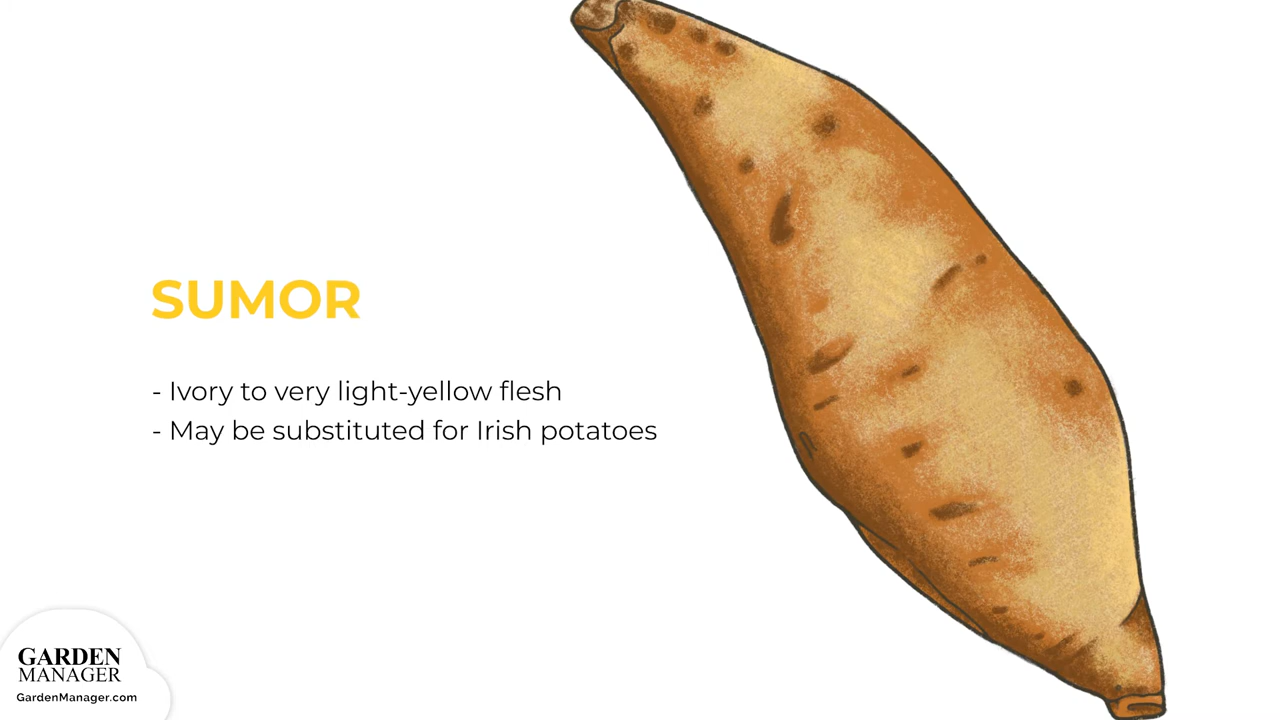 SUMOR
- Ivory to very light-yellow flesh
- May be substituted for Irish potatoes
GARDEN
MANAGER
GardenManager.com